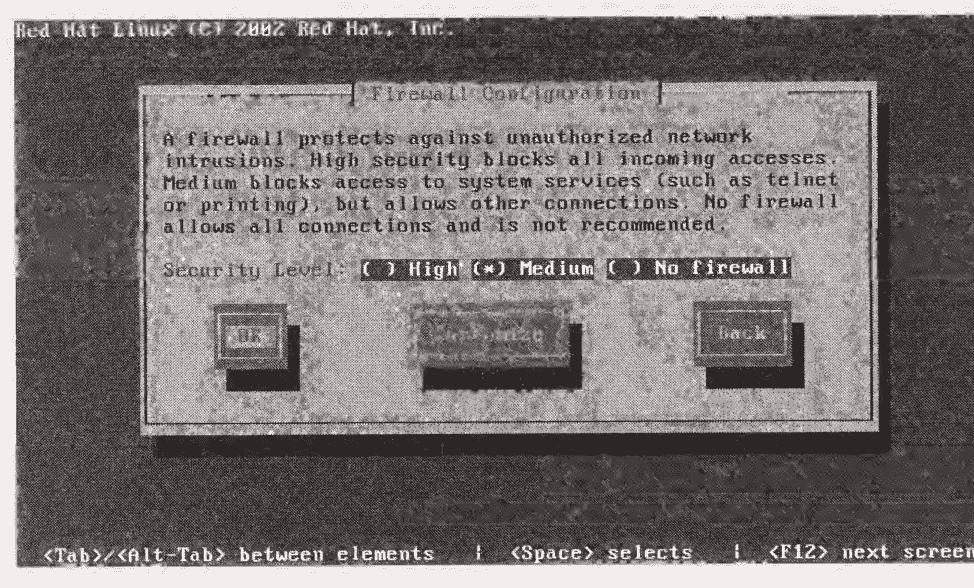 Red Hat Linux (C) 2002 Red Hat, Inc.
Firewall Configuration
A firewall protects against unauthorized network
intrusions. High security blocks all incoming accesses.
Medium blocks access to system services (such as telnet
or printing), but allows other connections. No firewall
allows all connections and is not recommended.
Security Level: ( ) High (*) Medium ( ) No firewall
OK Customize Back
<Tab>/<Alt-Tab> between elements | <Space> selects | <F12> next screen